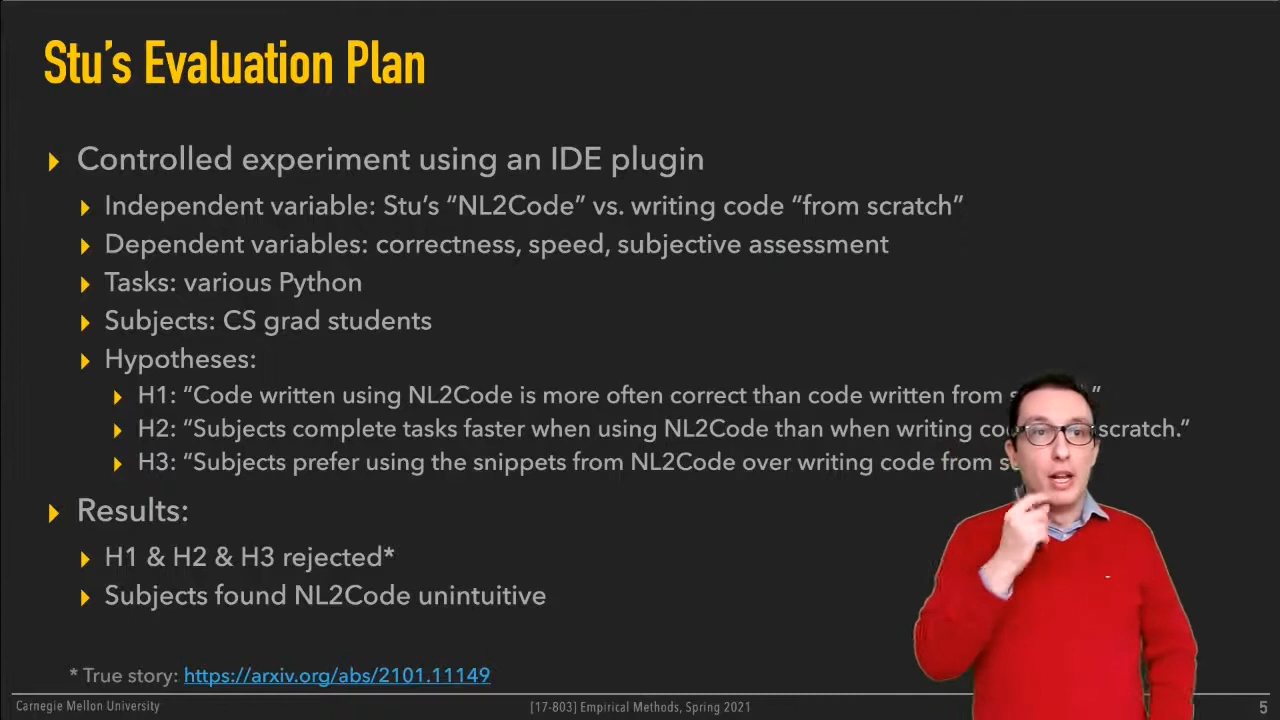 Stu's Evaluation Plan
Controlled experiment using an IDE plugin
Independent variable: Stu's “NL2Code” vs. writing code “from scratch”
Dependent variables: correctness, speed, subjective assessment
Tasks: various Python
Subjects: CS grad students
Hypotheses:
H1: “Code written using NL2Code is more often correct than code written from ”
H2: “Subjects complete tasks faster when using NL2Code than when writing scratch.”
H3: “Subjects prefer using the snippets from NL2Code over writing code from
Results:
H1 & H2 & H3 rejected*
Subjects found NL2Code unintuitive
* True story: https://arxiv.org/abs/2101.11149
Carnegie Mellon University
[17-803] Empirical Methods, Spring 2021
5